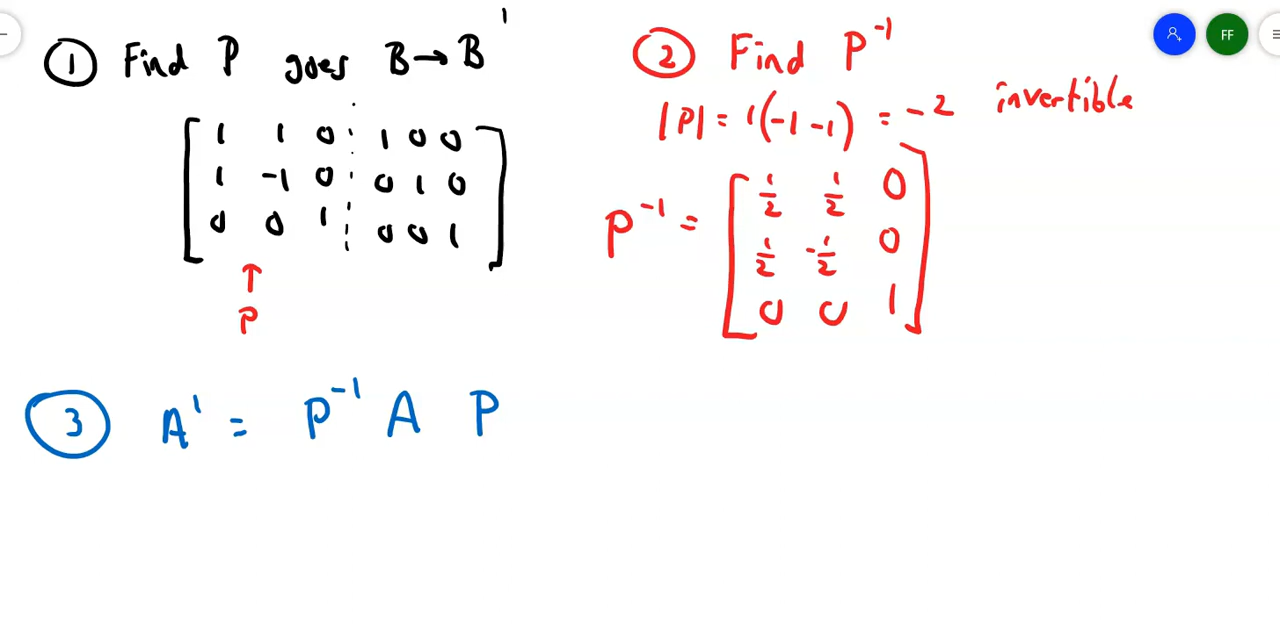 ① Find P goes B→B'
[ 1 1 0 ⋮ 1 0 0
1 -1 0 ⋮ 0 1 0
0 0 1 ⋮ 0 0 1 ]
↑
P
② Find P⁻¹
|P| = 1(-1 -1) = -2 invertible
P⁻¹ = [ 1/2 1/2 0
1/2 -1/2 0
0 0 1 ]
③ A' = P⁻¹ A P
FF